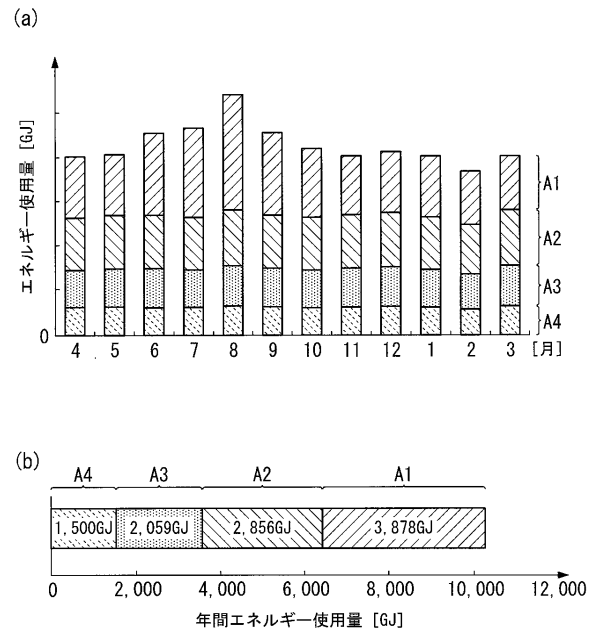 (a)
エネルギー使用量 [GJ]
A1
A2
A3
A4
0
4 5 6 7 8 9 10 11 12 1 2 3 [月]
(b)
A4 A3 A2 A1
1,500GJ 2,059GJ 2,856GJ 3,878GJ
0 2,000 4,000 6,000 8,000 10,000 12,000
年間エネルギー使用量 [GJ]